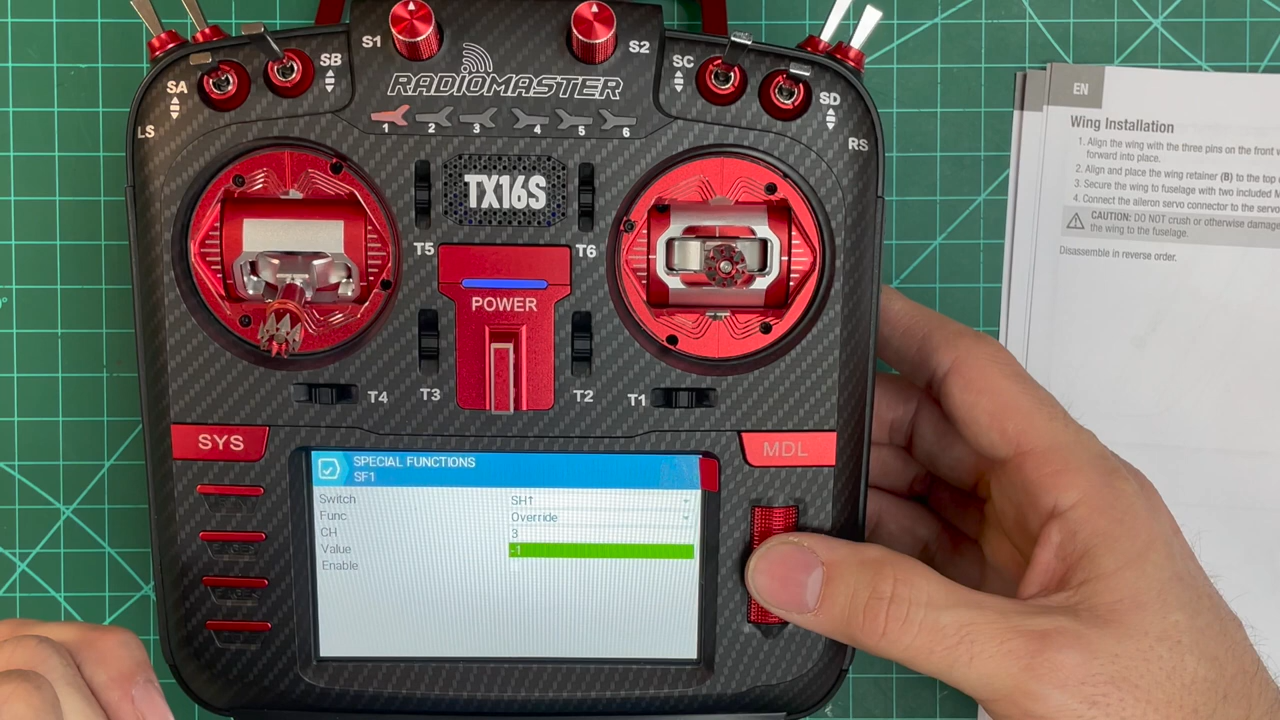 S1
S2
SB
SC
SA
SD
LS
RS
RADIOMASTER
1 2 3 4 5 6
TX16S
T5
T6
POWER
T4
T3
T2
T1
SYS
MDL
SPECIAL FUNCTIONS
SF1
Switch SH↑
Func Override
CH 3
Value -1
Enable
EN
Wing Installation
1. Align the wing with the three pins on the front
forward into place.
2. Align and place the wing retainer (B) to the top
3. Secure the wing to fuselage with two included
4. Connect the aileron servo connector to the servo
CAUTION: DO NOT crush or otherwise damage
the wing to the fuselage.
Disassemble in reverse order.